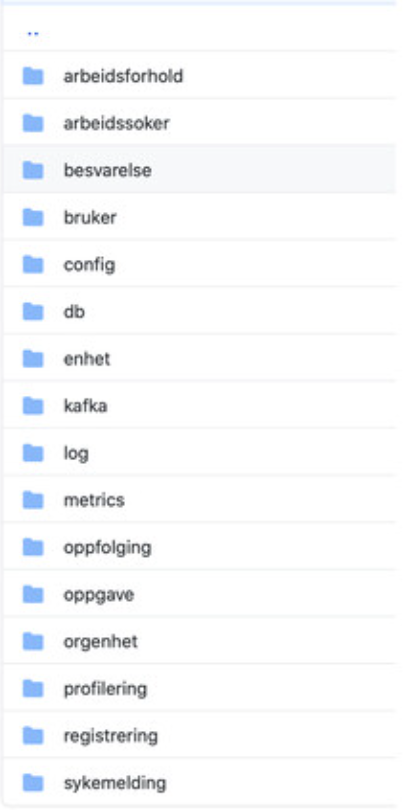 ..
arbeidsforhold
arbeidssoker
besvarelse
bruker
config
db
enhet
kafka
log
metrics
oppfolging
oppgave
orgenhet
profilering
registrering
sykemelding